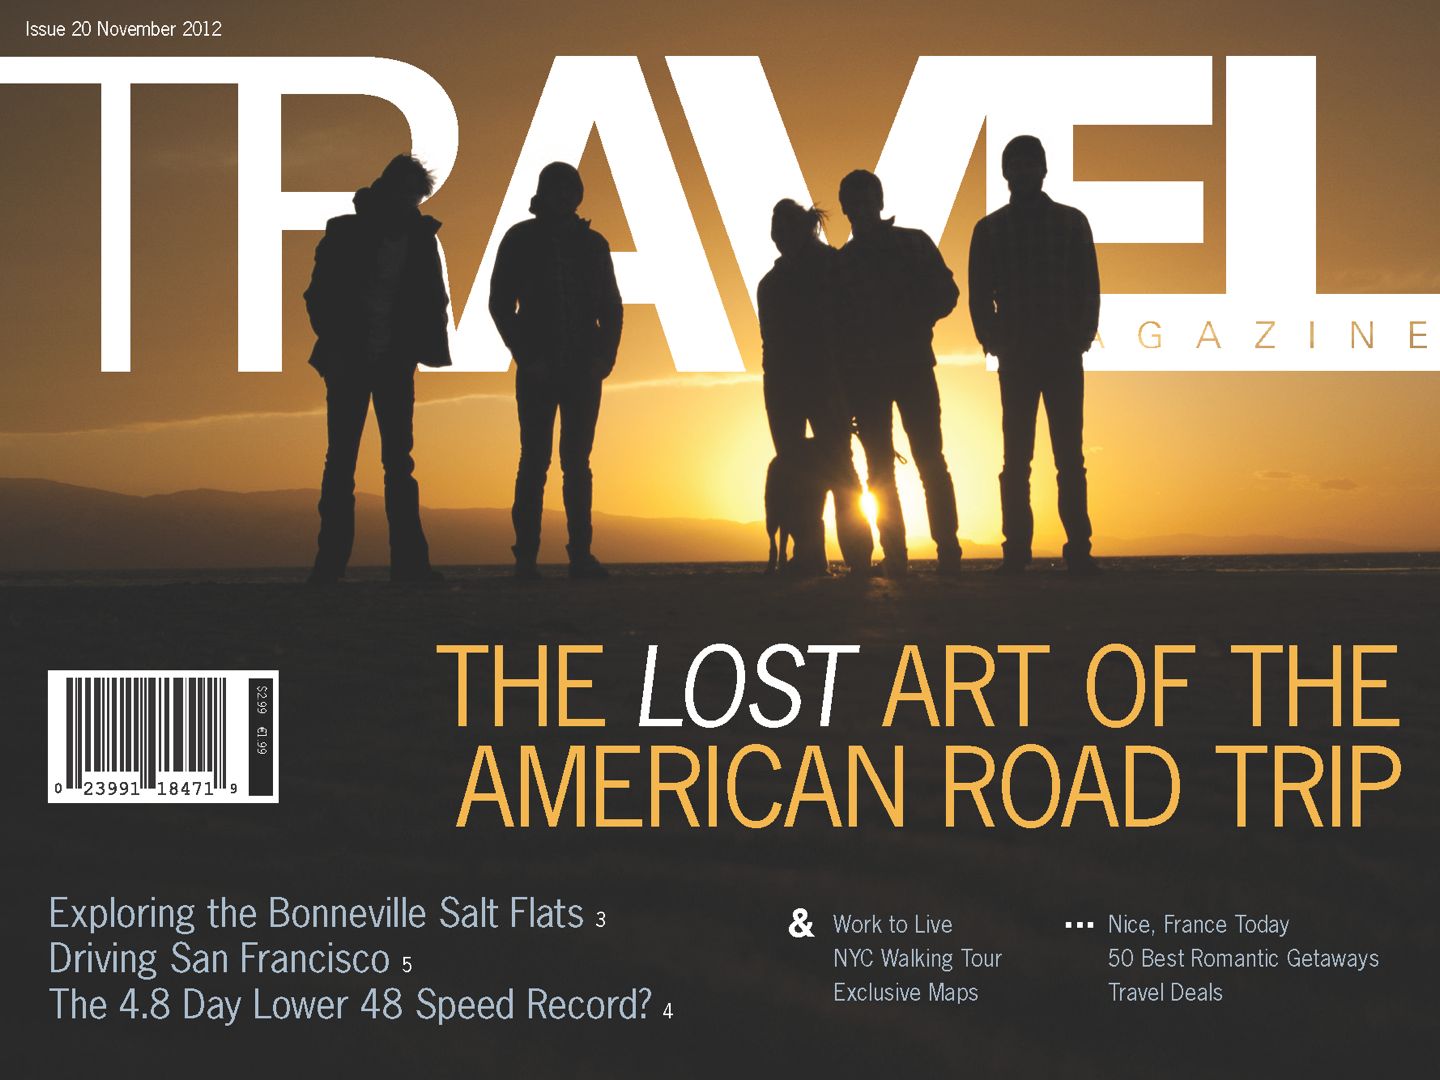 Issue 20 November 2012
TRAVEL
MAGAZINE
THE LOST ART OF THE
AMERICAN ROAD TRIP
$2.99 €1.99
0 23991 18471 9
Exploring the Bonneville Salt Flats 3
Driving San Francisco 5
The 4.8 Day Lower 48 Speed Record? 4
& Work to Live
NYC Walking Tour
Exclusive Maps
... Nice, France Today
50 Best Romantic Getaways
Travel Deals